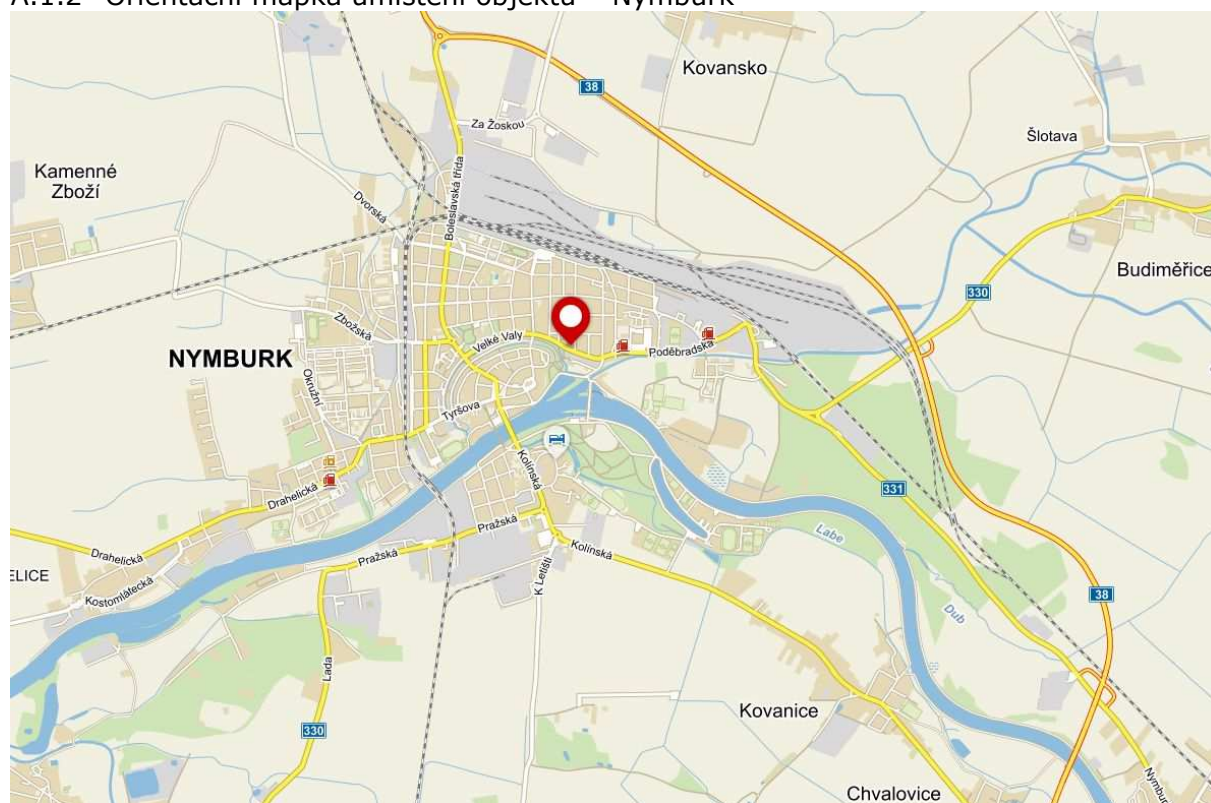 A.1.2 Orientační mapka umístění objektu – Nymburk
Kovansko
38
Za Žoskou
Šlotava
Kamenné
Zboží
Boleslavská třída
Dvorská
Budiměřice
330
Zbožská
Velké Valy
NYMBURK
Poděbradská
Okružní
Tyršova
Kolínská
331
Drahelická
Pražská
Labe
Drahelická
Pražská
Kolínská
ELICE
Kostomlátecká
K Letišti
38
Dub
Lada
Kovanice
330
Chvalovice